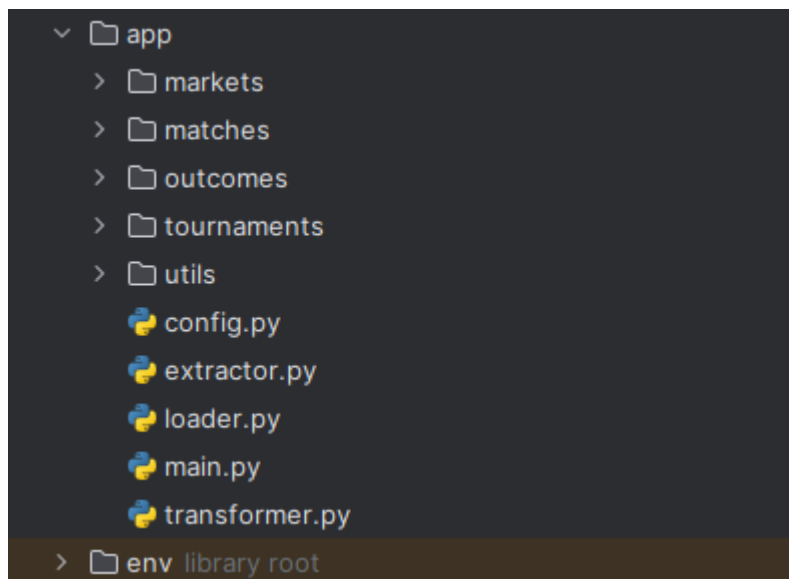 app
markets
matches
outcomes
tournaments
utils
config.py
extractor.py
loader.py
main.py
transformer.py
env library root